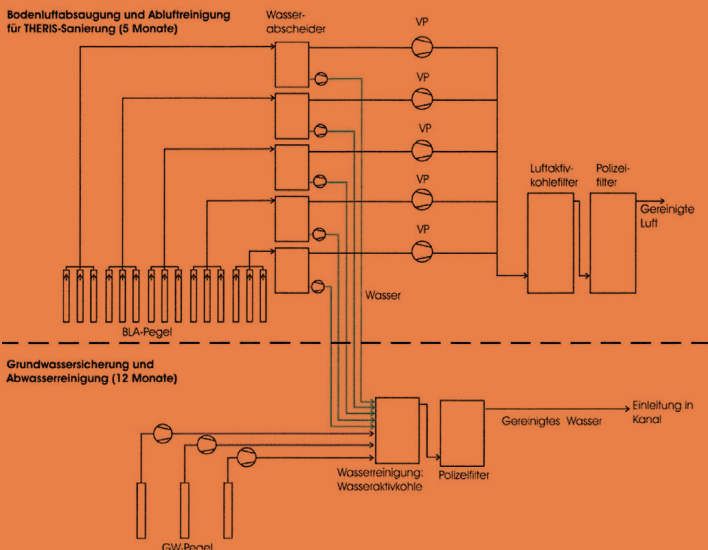 Bodenluftabsaugung und Abluftreinigung
für THERIS-Sanierung (5 Monate)
Wasser-
abscheider
VP
VP
VP
VP
VP
Luftaktiv-
kohlefilter
Polizei-
filter
Gereinigte
Luft
Wasser
BLA-Pegel
Grundwassersicherung und
Abwasserreinigung (12 Monate)
Gereinigtes Wasser
Einleitung in
Kanal
Wasserreinigung:
Wasseraktivkohle
Polizeifilter
GW-Pegel